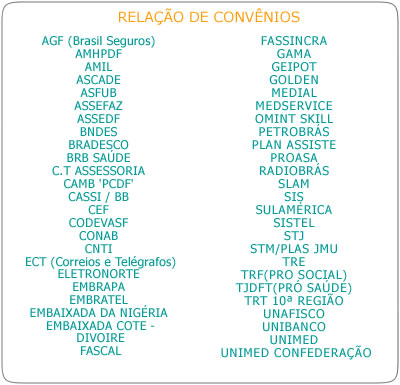 RELAÇÃO DE CONVÊNIOS
AGF (Brasil Seguros)
AMHPDF
AMIL
ASCADE
ASFUB
ASSEFAZ
ASSEDF
BNDES
BRADESCO
BRB SAÚDE
C.T ASSESSORIA
CAMB 'PCDF'
CASSI / BB
CEF
CODEVASF
CONAB
CNTI
ECT (Correios e Telégrafos)
ELETRONORTE
EMBRAPA
EMBRATEL
EMBAIXADA DA NIGÉRIA
EMBAIXADA COTE -
DIVOIRE
FASCAL
FASSINCRA
GAMA
GEIPOT
GOLDEN
MEDIAL
MEDSERVICE
OMINT SKILL
PETROBRÁS
PLAN ASSISTE
PROASA
RADIOBRÁS
SLAM
SIS
SULAMÉRICA
SISTEL
STJ
STM/PLAS JMU
TRE
TRF(PRO SOCIAL)
TJDFT(PRÓ SAÚDE)
TRT 10ª REGIÃO
UNAFISCO
UNIBANCO
UNIMED
UNIMED CONFEDERAÇÃO